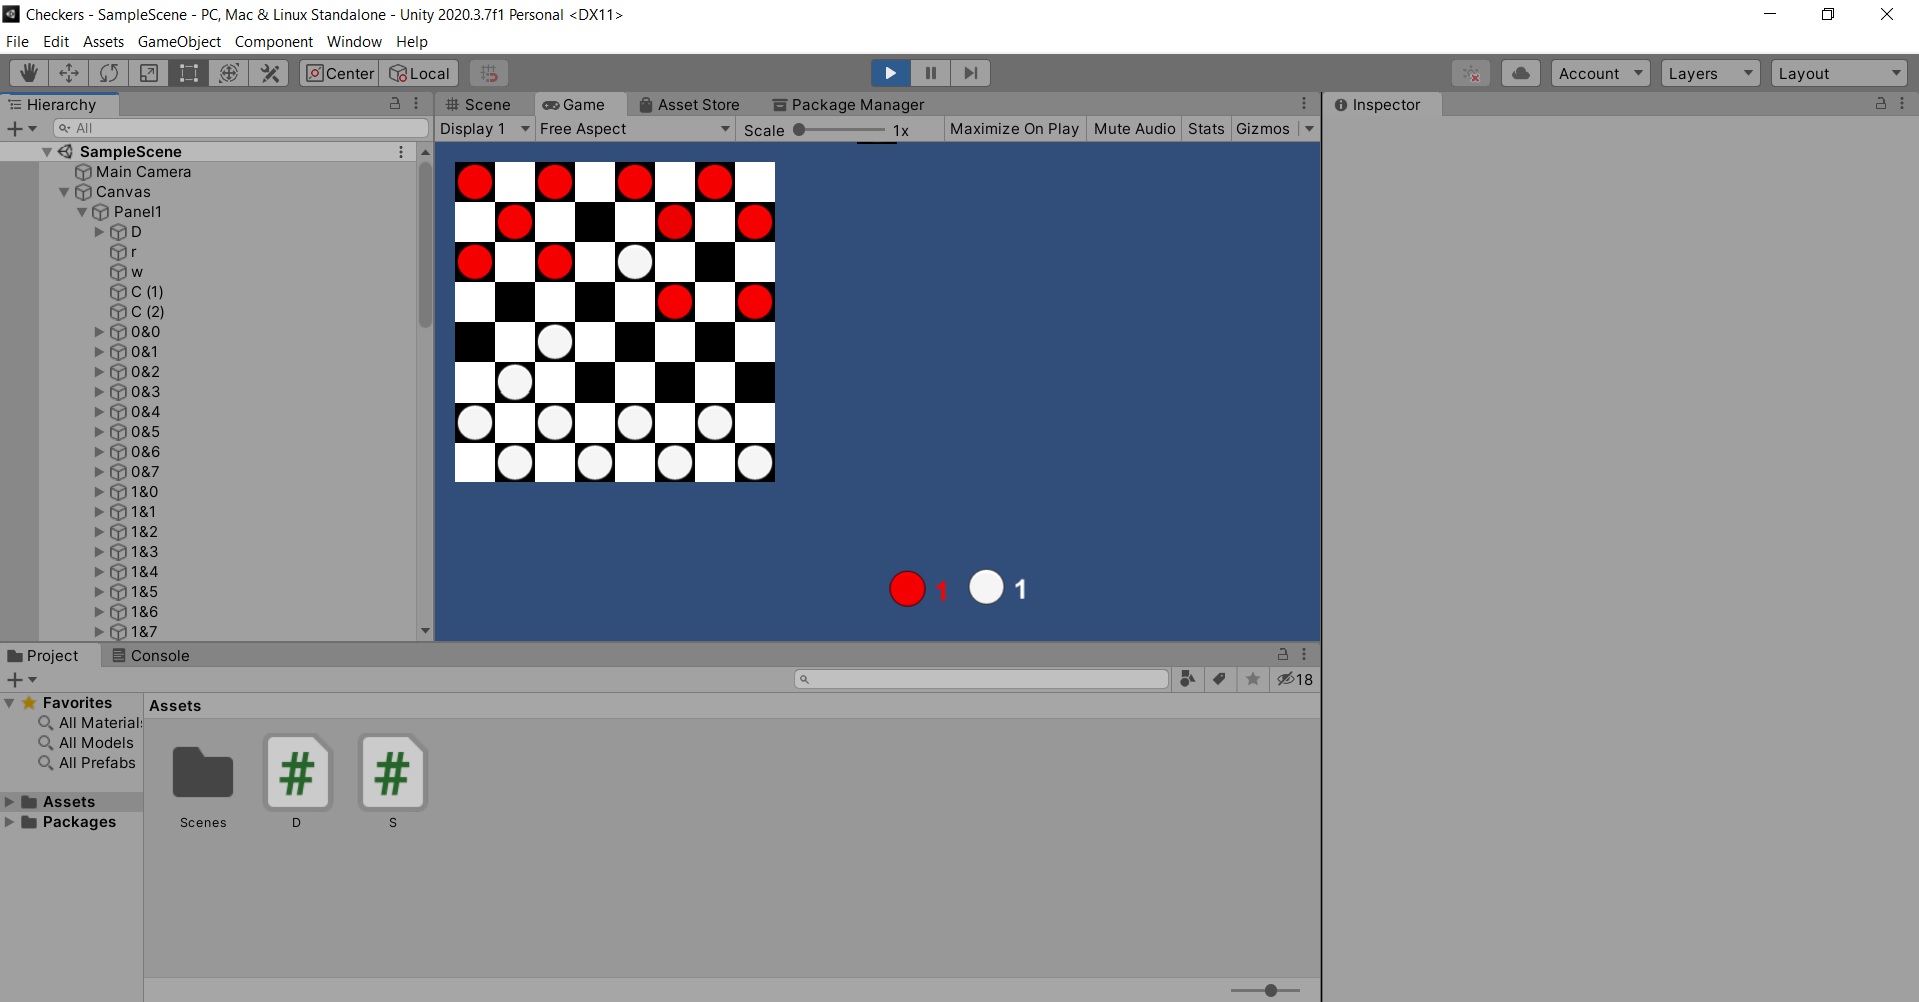 Checkers - SampleScene - PC, Mac & Linux Standalone - Unity 2020.3.7f1 Personal <DX11>
File Edit Assets GameObject Component Window Help
Center Local Account Layers Layout
Hierarchy
All
SampleScene
Main Camera
Canvas
Panel1
D
r
w
C (1)
C (2)
0&0
0&1
0&2
0&3
0&4
0&5
0&6
0&7
1&0
1&1
1&2
1&3
1&4
1&5
1&6
1&7
Scene Game Asset Store Package Manager
Display 1 Free Aspect Scale 1x Maximize On Play Mute Audio Stats Gizmos
1 1
Inspector
Project Console
18
Favorites
All Materials
All Models
All Prefabs
Assets
Packages
Assets
Scenes D S